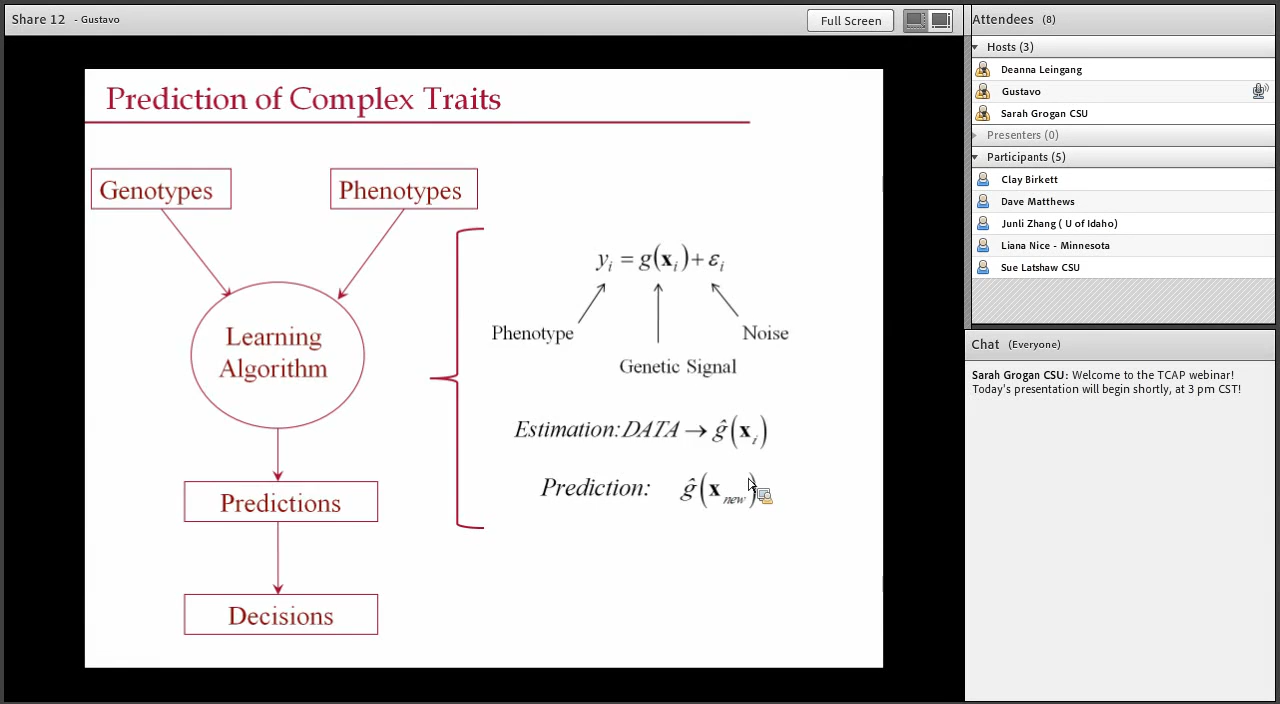 Share 12 - Gustavo
Full Screen
Prediction of Complex Traits
Genotypes
Phenotypes
Learning
Algorithm
Predictions
Decisions
yᵢ = g(xᵢ) + εᵢ
Phenotype
Noise
Genetic Signal
Estimation: DATA → ĝ(xᵢ)
Prediction: ĝ(x new)
Attendees (8)
Hosts (3)
Deanna Leingang
Gustavo
Sarah Grogan CSU
Presenters (0)
Participants (5)
Clay Birkett
Dave Matthews
Junli Zhang ( U of Idaho)
Liana Nice - Minnesota
Sue Latshaw CSU
Chat (Everyone)
Sarah Grogan CSU: Welcome to the TCAP webinar!
Today's presentation will begin shortly, at 3 pm CST!